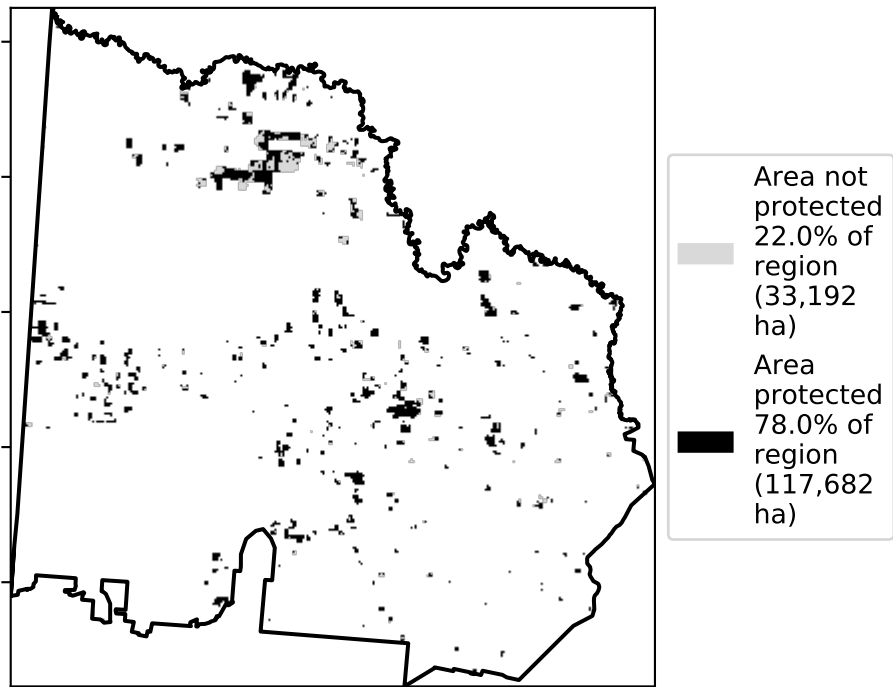 Area not
protected
22.0% of
region
(33,192
ha)
Area
protected
78.0% of
region
(117,682
ha)